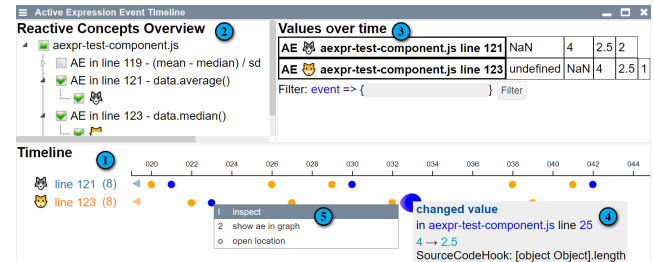 Active Expression Event Timeline
Reactive Concepts Overview 2
aexpr-test-component.js
AE in line 119 - (mean - median) / sd
AE in line 121 - data.average()
AE in line 123 - data.median()
Values over time 3
AE aexpr-test-component.js line 121 NaN 4 2.5 2
AE aexpr-test-component.js line 123 undefined NaN 4 2.5 1
Filter: event => { } Filter
Timeline 1
020 022 024 026 028 029 031 032 034 036 038 041 042 044
line 121 (8)
line 123 (8)
I inspect 5
2 show ae in graph
o open location
changed value
in aexpr-test-component.js line 25 4
4 → 2.5
SourceCodeHook: [object Object].length